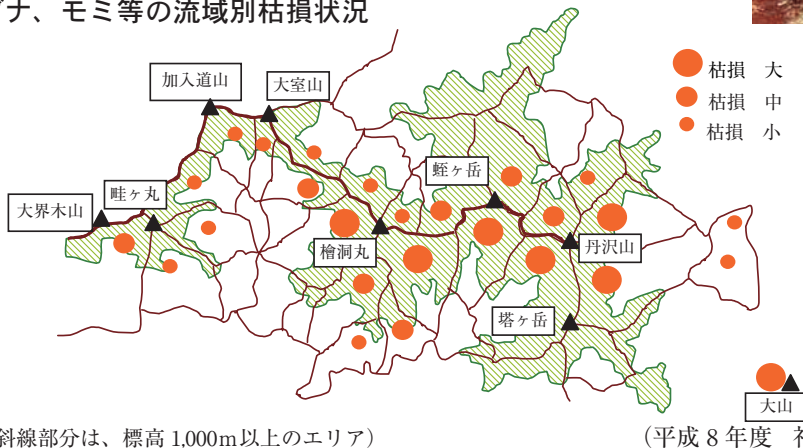 ブナ、モミ等の流域別枯損状況
枯損 大
枯損 中
枯損 小
加入道山
大室山
畦ヶ丸
大界木山
蛭ヶ岳
檜洞丸
丹沢山
塔ヶ岳
大山
斜線部分は、標高 1,000m以上のエリア）
（平成８年度